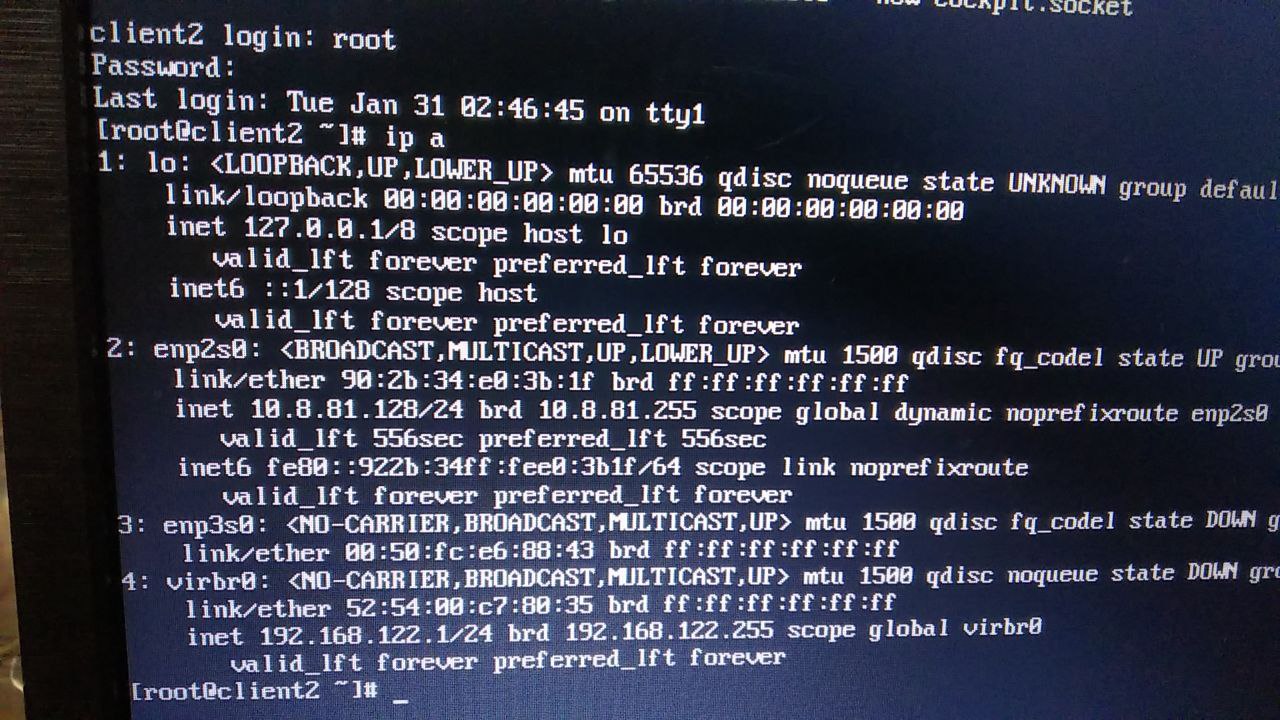 now cockpit.socket
client2 login: root
Password:
Last login: Tue Jan 31 02:46:45 on tty1
[root@client2 ~]# ip a
1: lo: <LOOPBACK,UP,LOWER_UP> mtu 65536 qdisc noqueue state UNKNOWN group defaul
link/loopback 00:00:00:00:00:00 brd 00:00:00:00:00:00
inet 127.0.0.1/8 scope host lo
valid_lft forever preferred_lft forever
inet6 ::1/128 scope host
valid_lft forever preferred_lft forever
2: enp2s0: <BROADCAST,MULTICAST,UP,LOWER_UP> mtu 1500 qdisc fq_codel state UP grou
link/ether 90:2b:34:e0:3b:1f brd ff:ff:ff:ff:ff:ff
inet 10.8.81.128/24 brd 10.8.81.255 scope global dynamic noprefixroute enp2s0
valid_lft 556sec preferred_lft 556sec
inet6 fe80::922b:34ff:fee0:3b1f/64 scope link noprefixroute
valid_lft forever preferred_lft forever
3: enp3s0: <NO-CARRIER,BROADCAST,MULTICAST,UP> mtu 1500 qdisc fq_codel state DOWN g
link/ether 00:50:fc:e6:88:43 brd ff:ff:ff:ff:ff:ff
4: virbr0: <NO-CARRIER,BROADCAST,MULTICAST,UP> mtu 1500 qdisc noqueue state DOWN gro
link/ether 52:54:00:c7:80:35 brd ff:ff:ff:ff:ff:ff
inet 192.168.122.1/24 brd 192.168.122.255 scope global virbr0
valid_lft forever preferred_lft forever
[root@client2 ~]# _